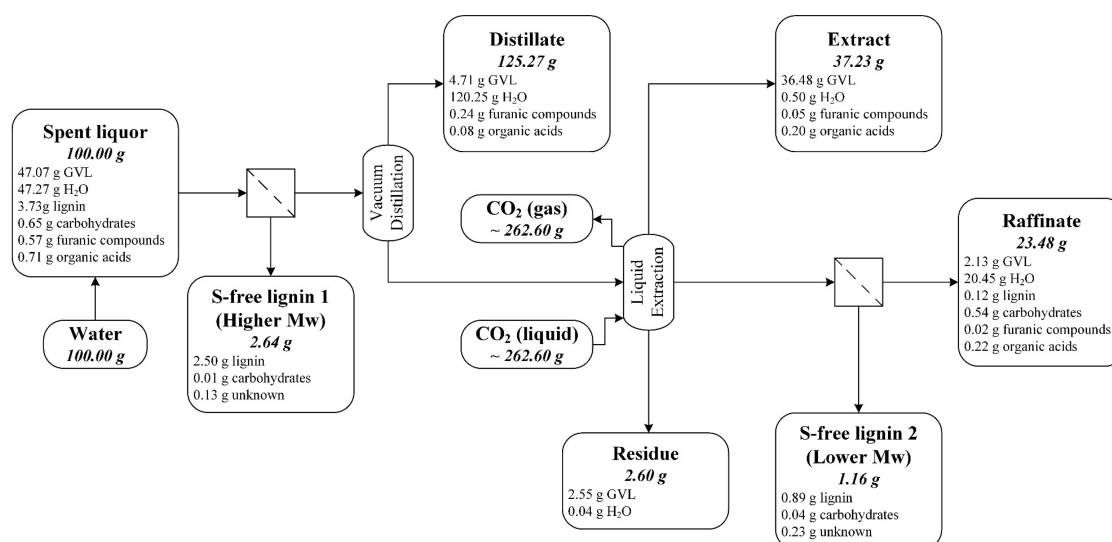 Spent liquor
100.00 g
47.07 g GVL
47.27 g H₂O
3.73g lignin
0.65 g carbohydrates
0.57 g furanic compounds
0.71 g organic acids
Water
100.00 g
S-free lignin 1
(Higher Mw)
2.64 g
2.50 g lignin
0.01 g carbohydrates
0.13 g unknown
Vacuum
Distillation
Distillate
125.27 g
4.71 g GVL
120.25 g H₂O
0.24 g furanic compounds
0.08 g organic acids
CO₂ (gas)
~ 262.60 g
CO₂ (liquid)
~ 262.60 g
Liquid
Extraction
Extract
37.23 g
36.48 g GVL
0.50 g H₂O
0.05 g furanic compounds
0.20 g organic acids
Residue
2.60 g
2.55 g GVL
0.04 g H₂O
Raffinate
23.48 g
2.13 g GVL
20.45 g H₂O
0.12 g lignin
0.54 g carbohydrates
0.02 g furanic compounds
0.22 g organic acids
S-free lignin 2
(Lower Mw)
1.16 g
0.89 g lignin
0.04 g carbohydrates
0.23 g unknown